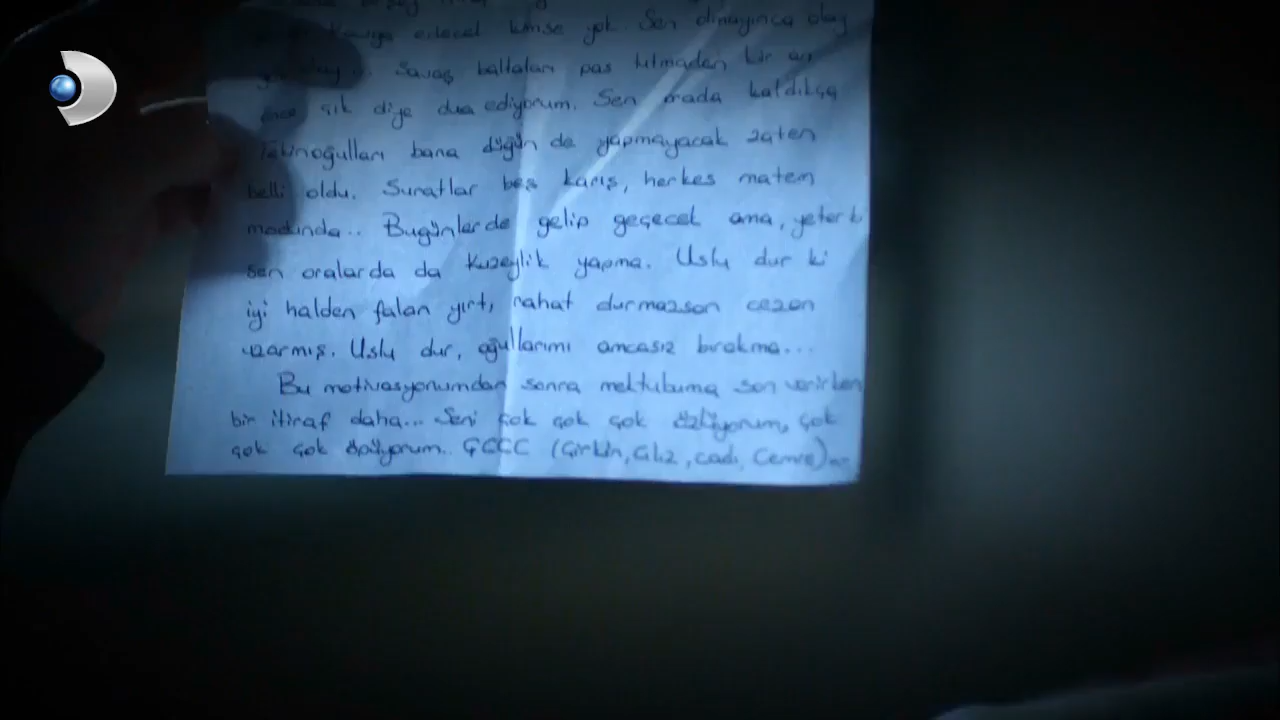 kavga edecek kimse yok. Sen olmayınca olay
Savaş baltaları pas tutmadan bir an
önce çık diye dua ediyorum. Sen orada kaldıkça
Tekinoğulları bana düğün de yapmayacak zaten
belli oldu. Suratlar beş karış, herkes matem
modunda.. Bugünlerde gelip geçecek ama, yeter ki
sen oralarda da Kuzeylik yapma. Uslu dur ki
iyi halden falan yırt, rahat durmazsan cezan
uzarmış. Uslu dur, oğullarımı amcasız bırakma...
Bu motivasyonumdan sonra mektubuma son verirken
bir itiraf daha... Seni çok çok çok özlüyorum, çok
çok çok öpüyorum.. ÇCCC (Çirkin, Cılız, cadı, Cemre)...